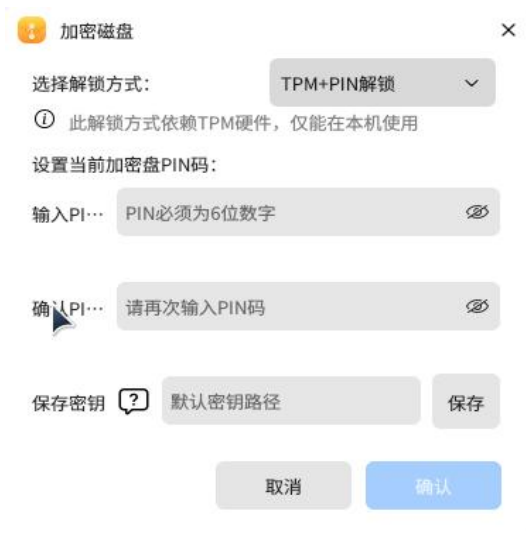 加密磁盘
选择解锁方式：
TPM+PIN解锁
此解锁方式依赖TPM硬件，仅能在本机使用
设置当前加密盘PIN码：
输入PI…
PIN必须为6位数字
确认PI…
请再次输入PIN码
保存密钥
默认密钥路径
保存
取消
确认